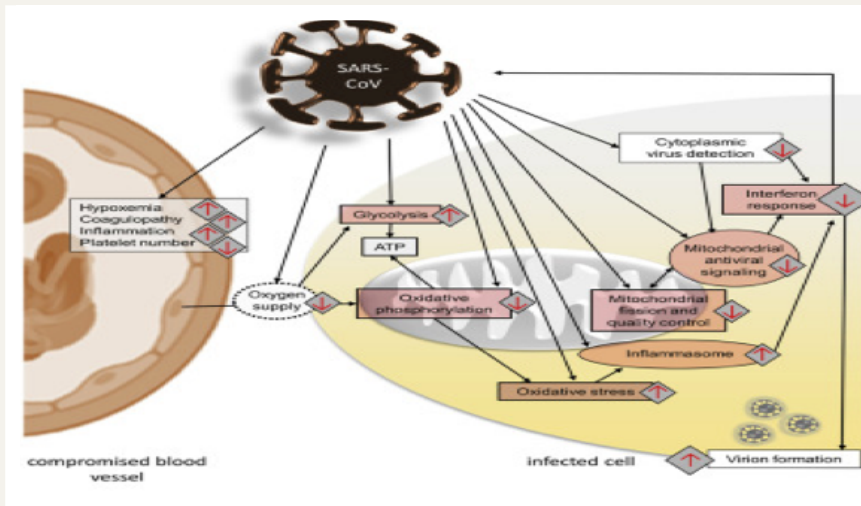 SARS-
CoV
Cytoplasmic
virus detection
Hypoxemia
Coagulopathy
Inflammation
Platelet number
Interferon
response
Glycolysis
ATP
Mitochondrial
antiviral
signaling
Oxygen
supply
Oxidative
phosphorylation
Mitochondrial
fission and
quality control
Inflammasome
Oxidative stress
compromised blood
vessel
infected cell
Virion formation